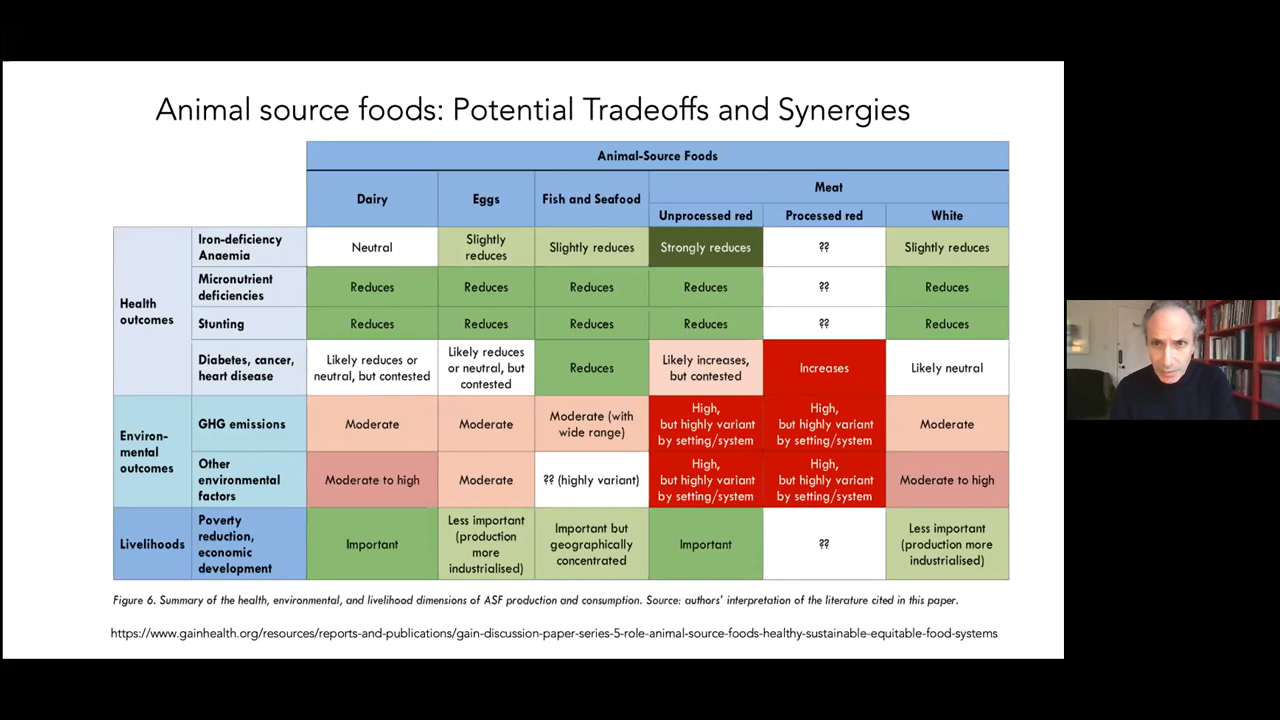 Animal source foods: Potential Tradeoffs and Synergies
Animal-Source Foods
Dairy
Eggs
Fish and Seafood
Meat
Unprocessed red
Processed red
White
Health
outcomes
Iron-deficiency
Anaemia
Neutral
Slightly
reduces
Slightly reduces
Strongly reduces
??
Slightly reduces
Micronutrient
deficiencies
Reduces
Reduces
Reduces
Reduces
??
Reduces
Stunting
Reduces
Reduces
Reduces
Reduces
??
Reduces
Diabetes, cancer,
heart disease
Likely reduces or
neutral, but contested
Likely reduces
or neutral, but
contested
Reduces
Likely increases,
but contested
Increases
Likely neutral
Environ-
mental
outcomes
GHG emissions
Moderate
Moderate
Moderate (with
wide range)
High,
but highly variant
by setting/system
High,
but highly variant
by setting/system
Moderate
Other
environmental
factors
Moderate to high
Moderate
?? (highly variant)
High,
but highly variant
by setting/system
High,
but highly variant
by setting/system
Moderate to high
Livelihoods
Poverty
reduction,
economic
development
Important
Less important
(production
more
industrialised)
Important but
geographically
concentrated
Important
??
Less important
(production more
industrialised)
Figure 6. Summary of the health, environmental, and livelihood dimensions of ASF production and consumption. Source: authors' interpretation of the literature cited in this paper.
https://www.gainhealth.org/resources/reports-and-publications/gain-discussion-paper-series-5-role-animal-source-foods-healthy-sustainable-equitable-food-systems